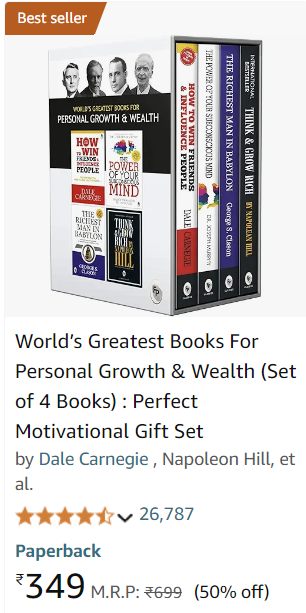 Best seller
WORLD'S GREATEST BOOKS FOR
PERSONAL GROWTH & WEALTH
HOW TO WIN
FRIENDS &
INFLUENCE
PEOPLE
DALE
CARNEGIE
THE
POWER OF
YOUR
SUBCONSCIOUS
MIND
THE
RICHEST
MAN IN
BABYLON
GEORGE S.
CLASON
THINK &
GROW
RICH
NAPOLEON
HILL
HOW TO WIN FRIENDS
& INFLUENCE PEOPLE
DALE CARNEGIE
THE POWER OF YOUR SUBCONSCIOUS MIND
DR. JOSEPH MURPHY
THE RICHEST MAN IN BABYLON
George S. Clason
INTERNATIONAL
BESTSELLER
THINK & GROW RICH
BY NAPOLEON HILL
World's Greatest Books For
Personal Growth & Wealth (Set
of 4 Books) : Perfect
Motivational Gift Set
by Dale Carnegie , Napoleon Hill, et
al.
26,787
Paperback
₹349 M.R.P: ₹699 (50% off)